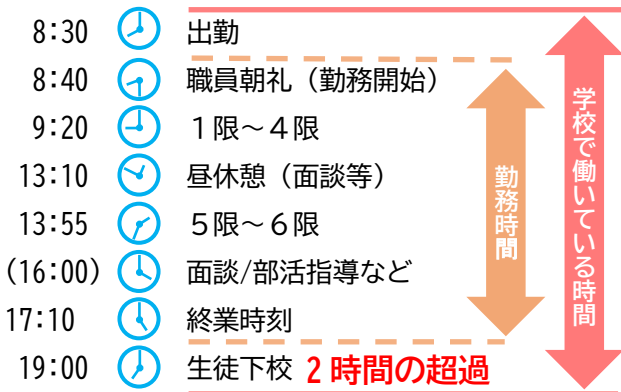 8:30 出勤
8:40 職員朝礼（勤務開始）
9:20 １限～４限
13:10 昼休憩（面談等）
13:55 ５限～６限
(16:00) 面談/部活指導など
17:10 終業時刻
19:00 生徒下校 2時間の超過
勤務時間
学校で働いている時間